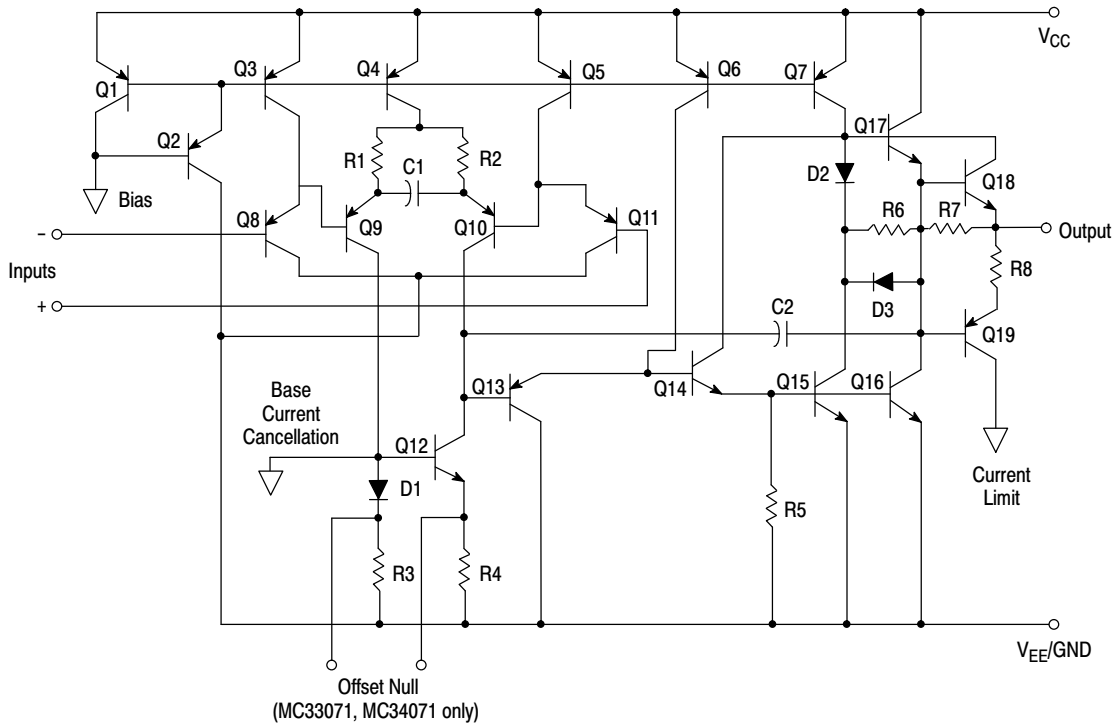 V_CC
Q1
Q3
Q4
Q5
Q6
Q7
Q2
Q17
R1
C1
R2
D2
Q18
Bias
Q8
Q9
Q10
Q11
R6
R7
Output
−
Inputs
+
D3
R8
C2
Q19
Base
Current
Cancellation
Q13
Q14
Q15
Q16
Q12
D1
Current
Limit
R5
R3
R4
V_EE/GND
Offset Null
(MC33071, MC34071 only)